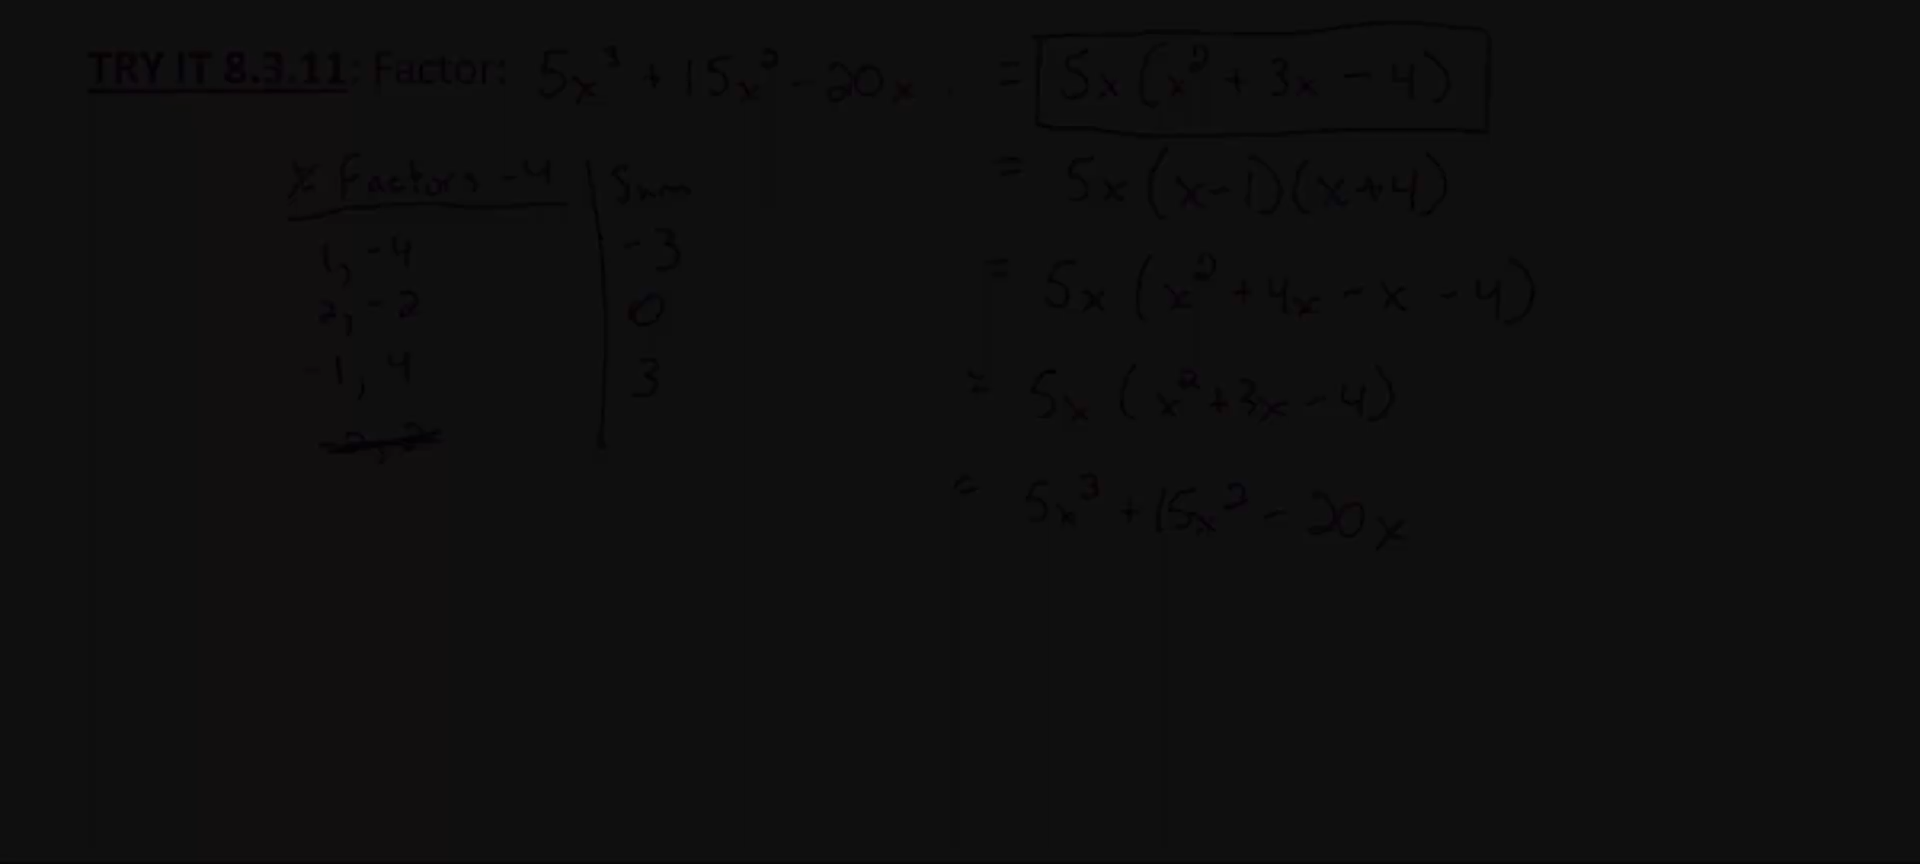 TRY IT 8.3.11: Factor: 5x³ + 15x² - 20x . = 5x(x² + 3x - 4)
x Factors -4 | Sum
= 5x(x-1)(x+4)
1, -4 | -3
= 5x(x² + 4x - x - 4)
2, -2 | 0
-1, 4 | 3
= 5x(x² + 3x - 4)
-2, 2
= 5x³ + 15x² - 20x